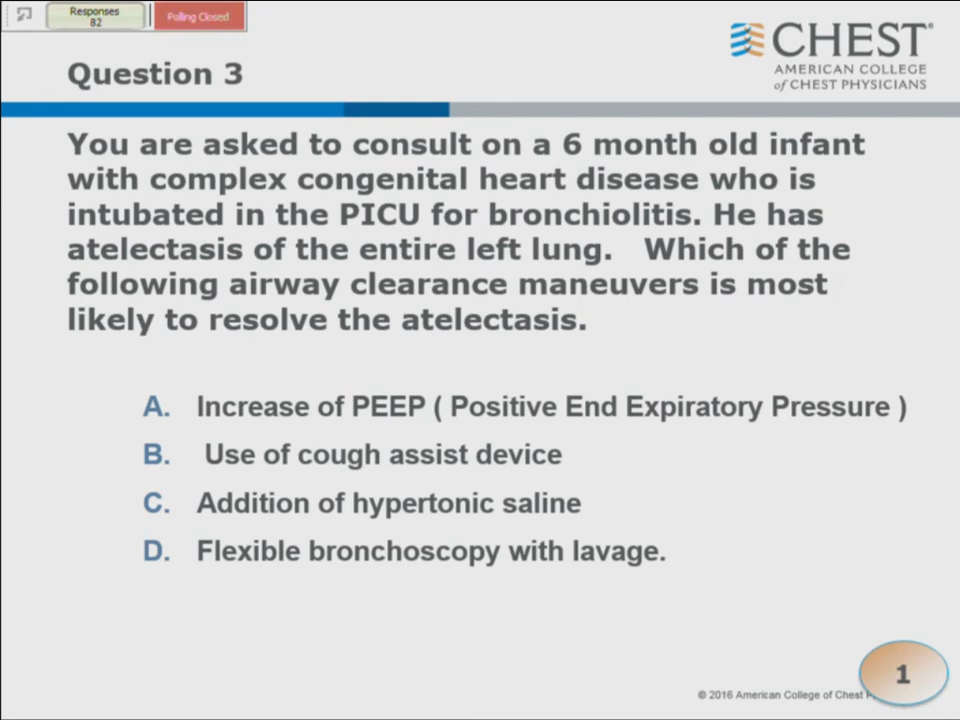 Responses
82
Polling Closed
CHEST®
AMERICAN COLLEGE
of CHEST PHYSICIANS
Question 3
You are asked to consult on a 6 month old infant
with complex congenital heart disease who is
intubated in the PICU for bronchiolitis. He has
atelectasis of the entire left lung. Which of the
following airway clearance maneuvers is most
likely to resolve the atelectasis.
A. Increase of PEEP ( Positive End Expiratory Pressure )
B. Use of cough assist device
C. Addition of hypertonic saline
D. Flexible bronchoscopy with lavage.
1
© 2016 American College of Chest